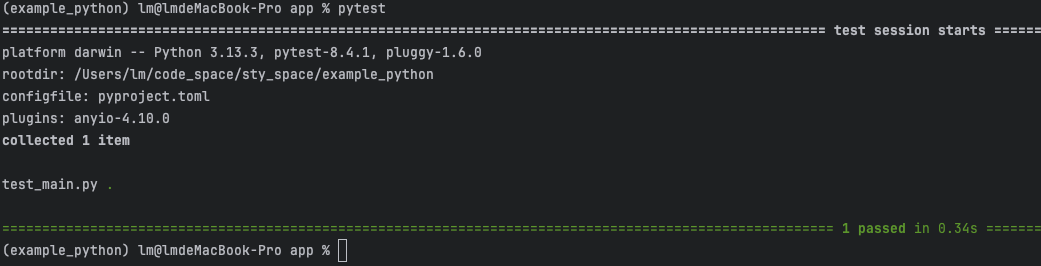 (example_python) lm@lmdeMacBook-Pro app % pytest
======================================================================================================= test session starts ======
platform darwin -- Python 3.13.3, pytest-8.4.1, pluggy-1.6.0
rootdir: /Users/lm/code_space/sty_space/example_python
configfile: pyproject.toml
plugins: anyio-4.10.0
collected 1 item
test_main.py .
======================================================================================================== 1 passed in 0.34s =======
(example_python) lm@lmdeMacBook-Pro app %